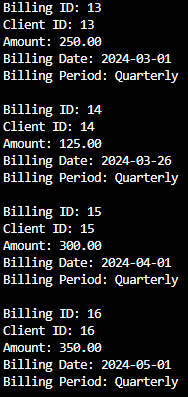 Billing ID: 13
Client ID: 13
Amount: 250.00
Billing Date: 2024-03-01
Billing Period: Quarterly
Billing ID: 14
Client ID: 14
Amount: 125.00
Billing Date: 2024-03-26
Billing Period: Quarterly
Billing ID: 15
Client ID: 15
Amount: 300.00
Billing Date: 2024-04-01
Billing Period: Quarterly
Billing ID: 16
Client ID: 16
Amount: 350.00
Billing Date: 2024-05-01
Billing Period: Quarterly